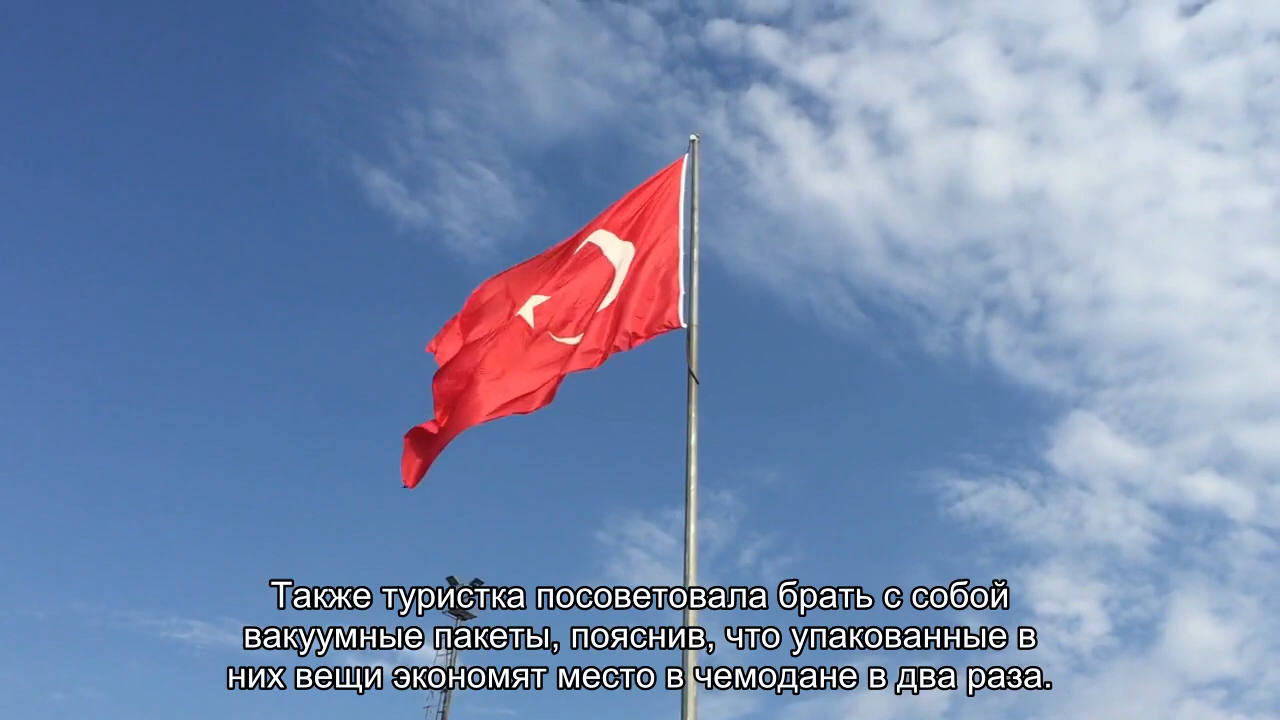 Также туристка посоветовала брать с собой
вакуумные пакеты, пояснив, что упакованные в
них вещи экономят место в чемодане в два раза.